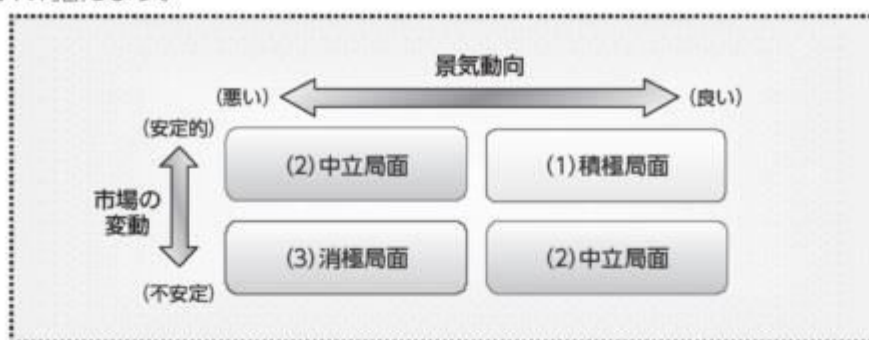 景気動向
(悪い)
(良い)
(安定的)
(2)中立局面
(1)積極局面
市場の
変動
(3)消極局面
(2)中立局面
(不安定)